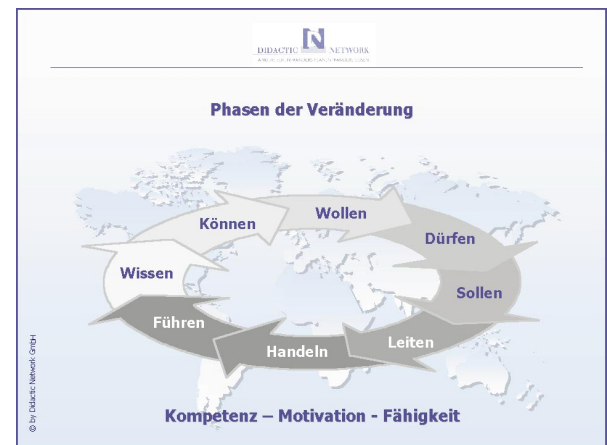 DIDACTIC N NETWORK
Phasen der Veränderung
Wissen
Können
Wollen
Dürfen
Sollen
Leiten
Handeln
Führen
Kompetenz – Motivation - Fähigkeit
© by Didactic Network GmbH